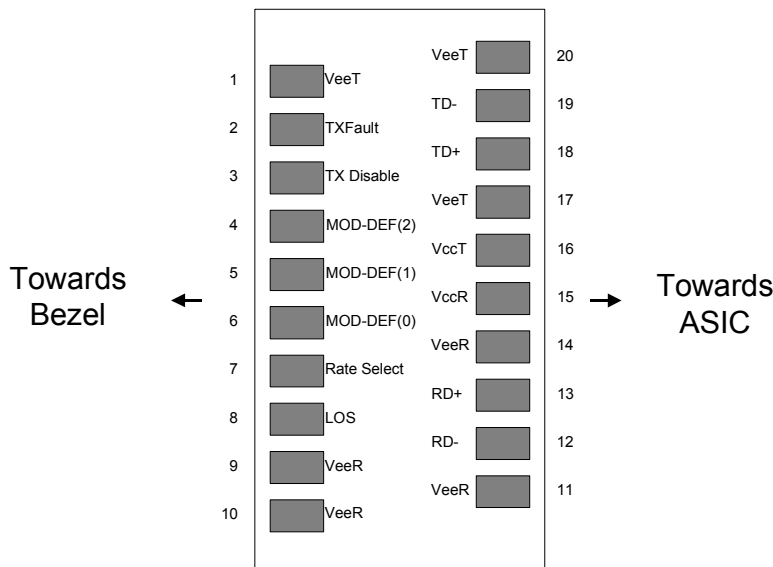 VeeT 20
1 VeeT
TD- 19
2 TXFault
TD+ 18
3 TX Disable
VeeT 17
4 MOD-DEF(2)
VccT 16
5 MOD-DEF(1)
Towards
Bezel
VccR 15
Towards
ASIC
6 MOD-DEF(0)
VeeR 14
7 Rate Select
RD+ 13
8 LOS
RD- 12
9 VeeR
VeeR 11
10 VeeR